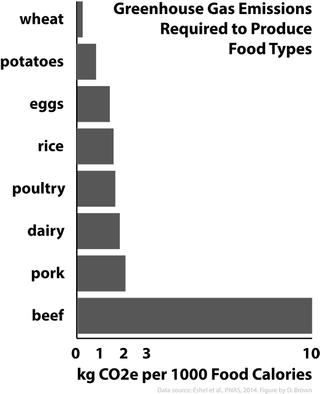 Greenhouse Gas Emissions
Required to Produce
Food Types
wheat
potatoes
eggs
rice
poultry
dairy
pork
beef
0 1 2 3 10
kg CO2e per 1000 Food Calories
Data source: Eshel et al., PNAS, 2014. Figure by D. Brown